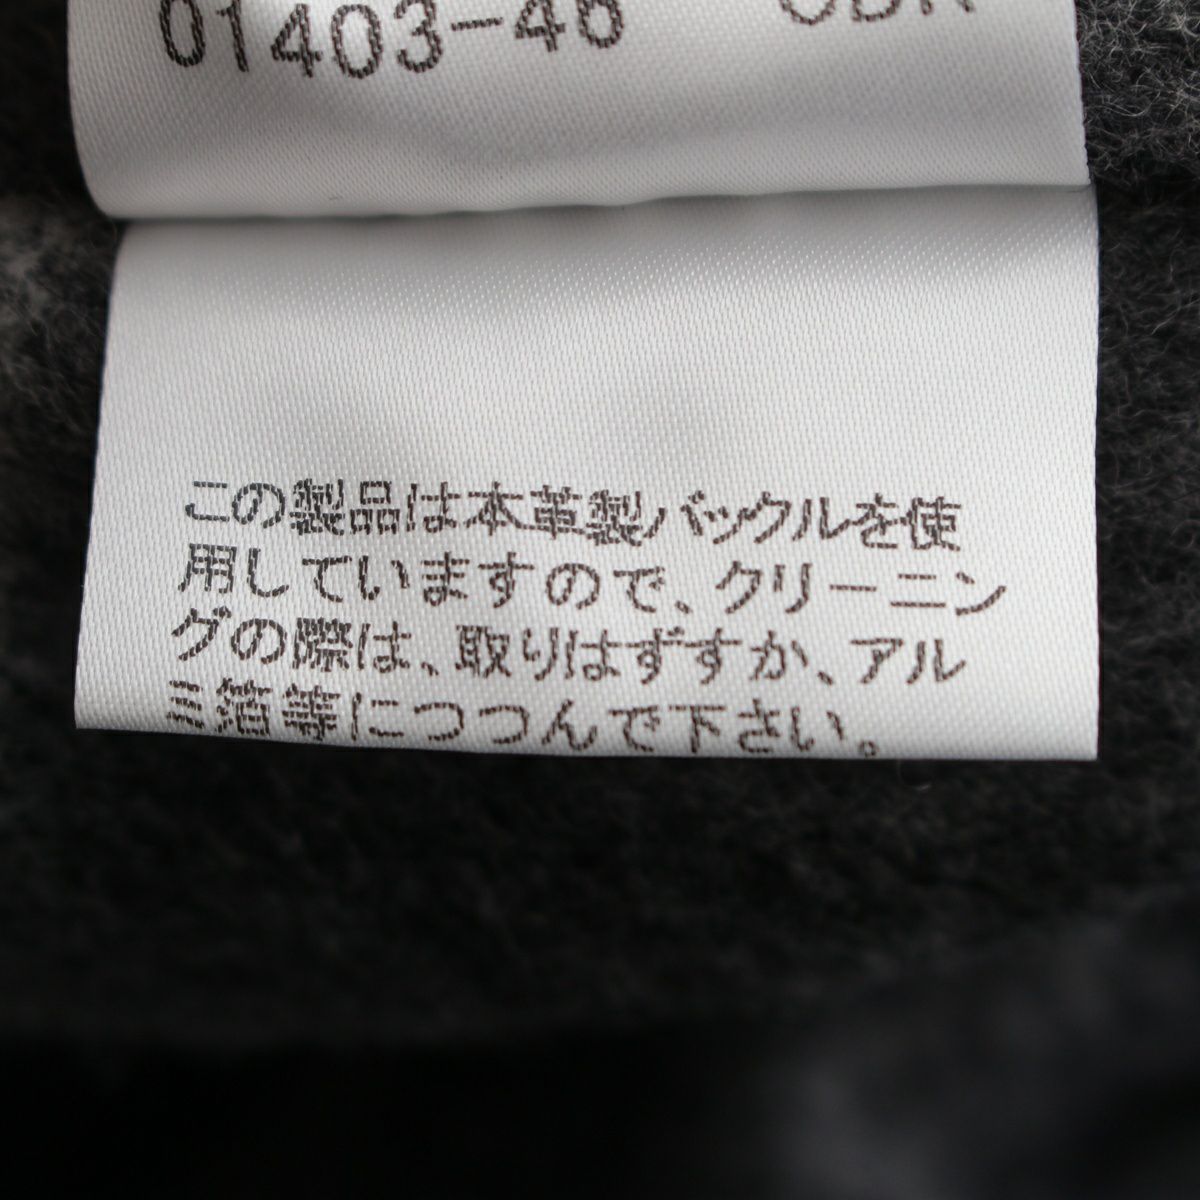 01403-46
この製品は本革製バックルを使
用していますので、クリーニン
グの際は、取りはずすか、アル
ミ箔等につつんで下さい。